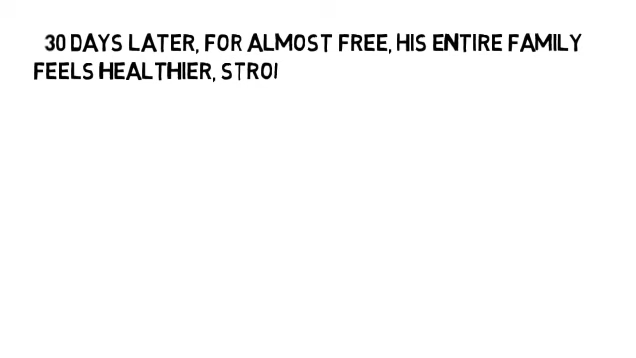 30 DAYS LATER, FOR ALMOST FREE, HIS ENTIRE FAMILY
FEELS HEALTHIER,